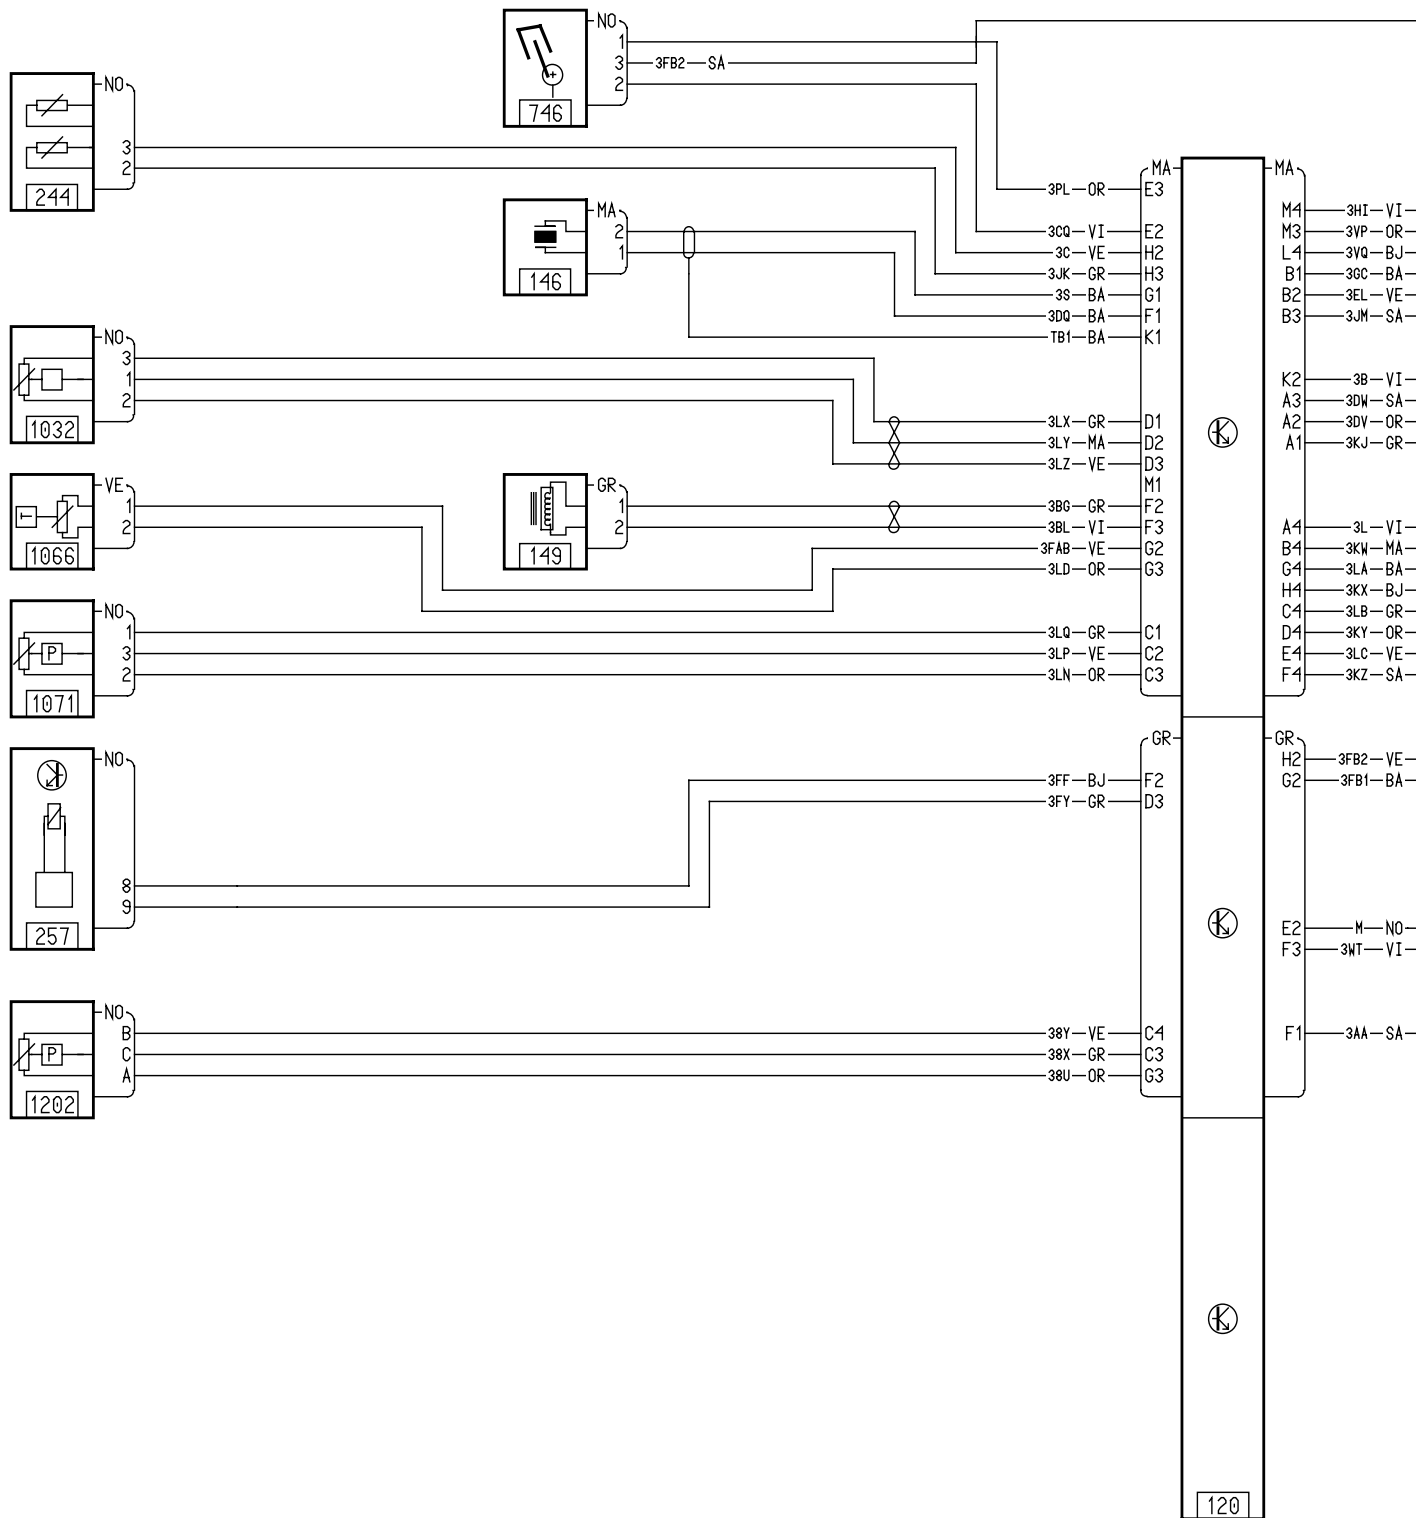 NO
1
3 3FB2 SA
2
746
NO
3
2
244
MA
2
1
146
NO
3
1
2
1032
VE
1
2
1066
GR
1
2
149
NO
P
1
3
2
1071
NO
8
9
257
NO
P
B
C
A
1202
MA
3PL OR E3
3CQ VI E2
3C VE H2
3JK GR H3
3S BA G1
3DQ BA F1
TB1 BA K1
3LX GR D1
3LY MA D2
3LZ VE D3
M1
3BG GR F2
3BL VI F3
3FAB VE G2
3LD OR G3
3LQ GR C1
3LP VE C2
3LN OR C3
GR
3FF BJ F2
3FY GR D3
38Y VE C4
38X GR C3
38U OR G3
MA
M4 3HI VI
M3 3VP OR
L4 3VQ BJ
B1 3GC BA
B2 3EL VE
B3 3JM SA
K2 3B VI
A3 3DW SA
A2 3DV OR
A1 3KJ GR
A4 3L VI
B4 3KW MA
G4 3LA BA
H4 3KX BJ
C4 3LB GR
D4 3KY OR
E4 3LC VE
F4 3KZ SA
GR
H2 3FB2 VE
G2 3FB1 BA
E2 M NO
F3 3WT VI
F1 3AA SA
120